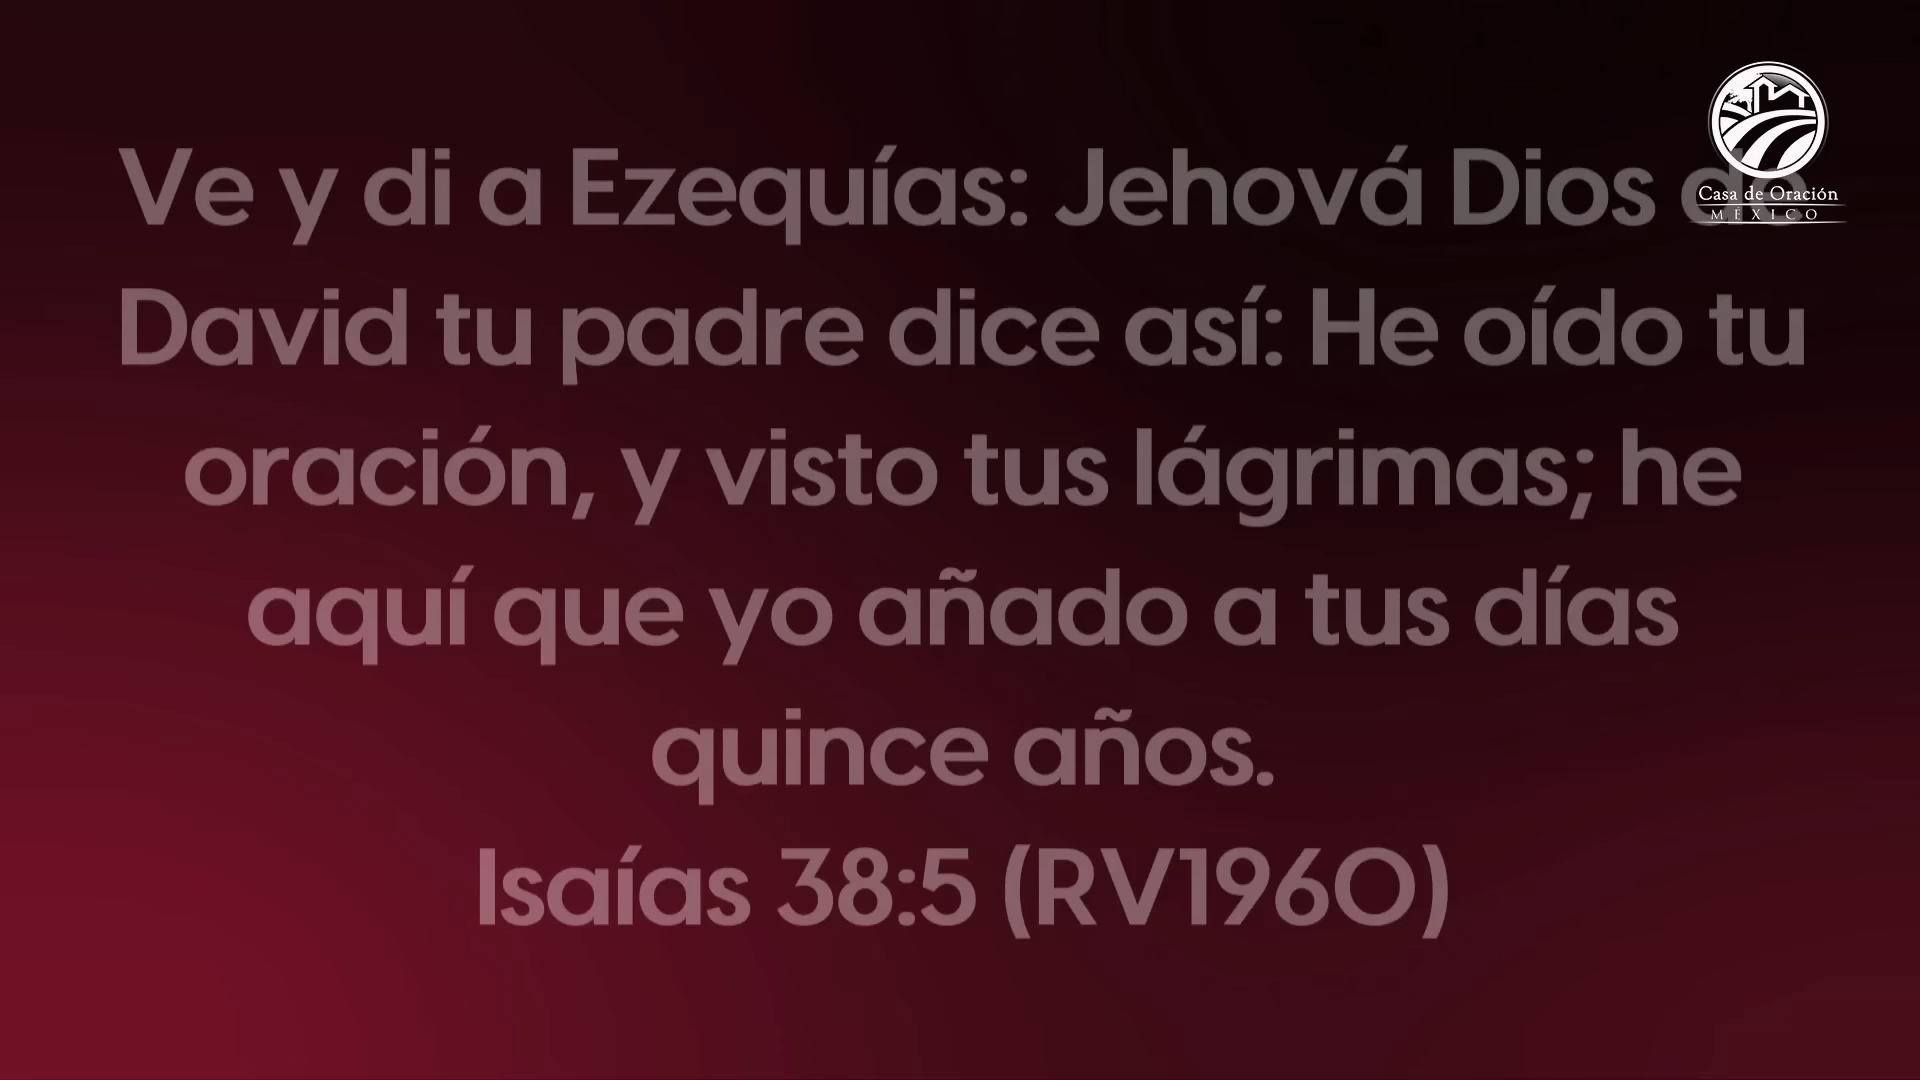 Ve y di a Ezequías: Jehová Dios de
David tu padre dice así: He oído tu
oración, y visto tus lágrimas; he
aquí que yo añado a tus días
quince años.
Isaías 38:5 (RV1960)
Casa de Oración
MÉXICO